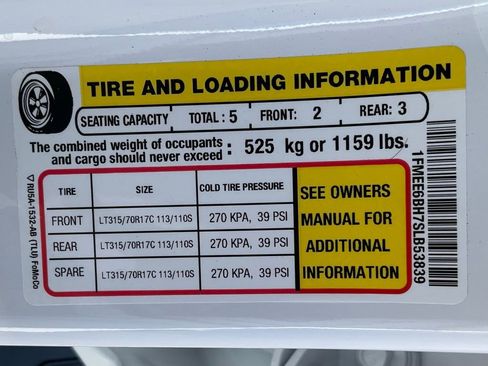 TIRE AND LOADING INFORMATION
SEATING CAPACITY TOTAL : 5 FRONT: 2 REAR: 3
The combined weight of occupants
and cargo should never exceed : 525 kg or 1159 lbs.
TIRE SIZE COLD TIRE PRESSURE
FRONT LT315/70R17C 113/110S 270 KPA, 39 PSI
REAR LT315/70R17C 113/110S 270 KPA, 39 PSI
SPARE LT315/70R17C 113/110S 270 KPA, 39 PSI
SEE OWNERS
MANUAL FOR
ADDITIONAL
INFORMATION
RU5A-1532-AB (TLU) FoMoCo
1FMEE9BH7SLB53839